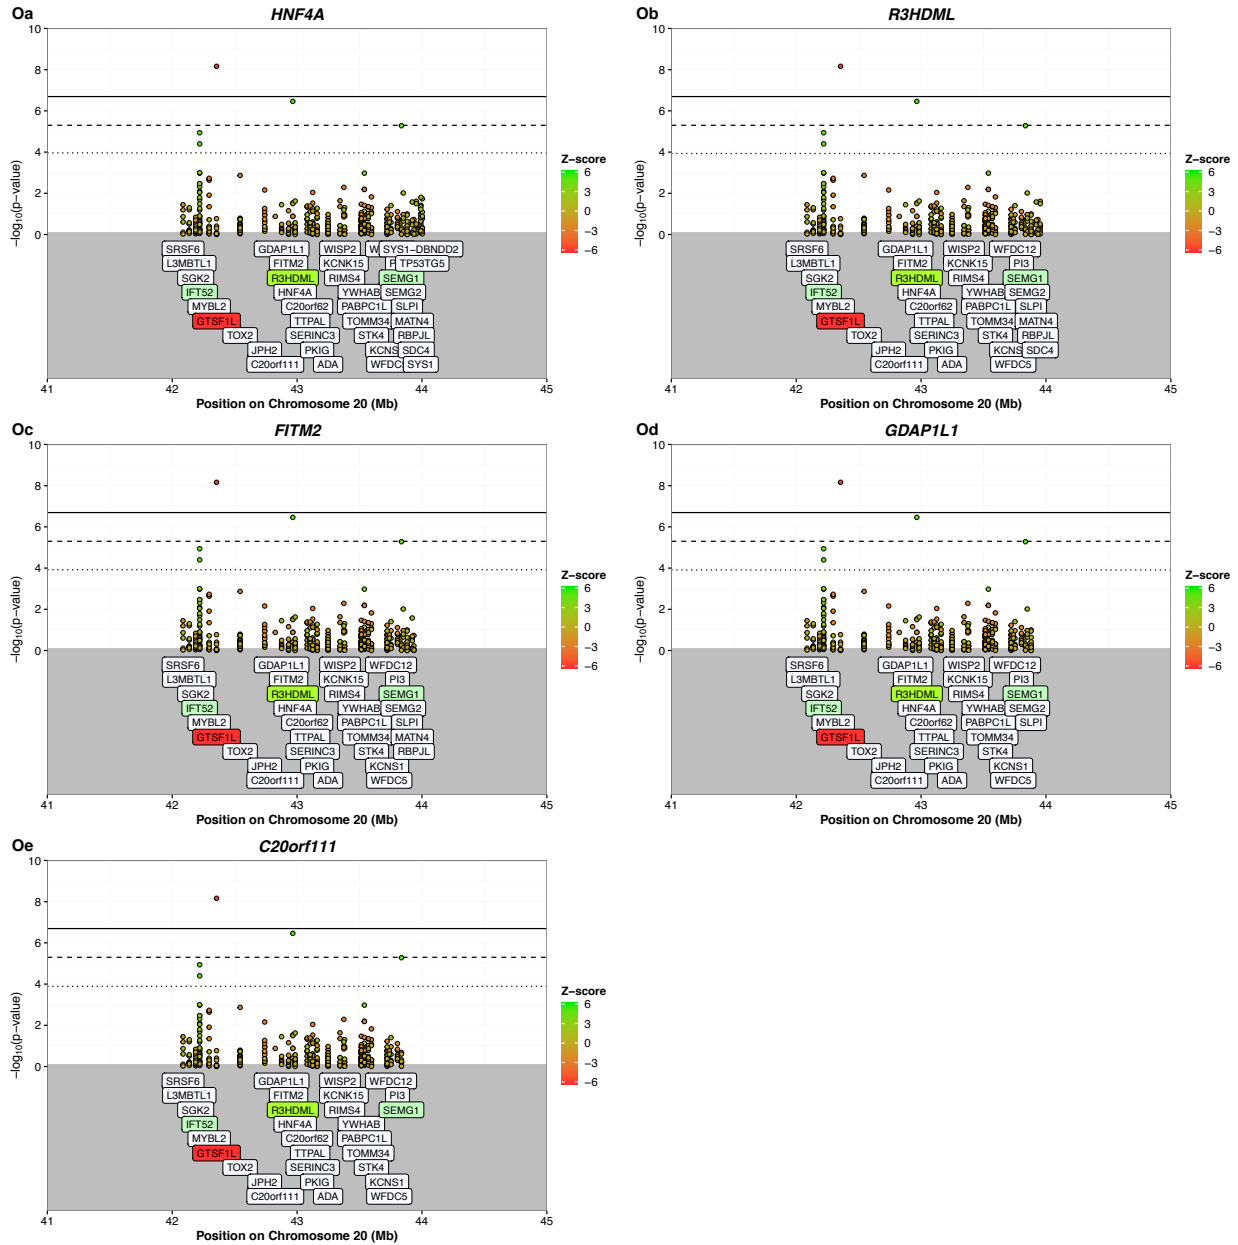 Oa HNF4A
10
8
6
4
2
0
−log10(p−value)
Z−score
6
3
0
−3
−6
SRSF6 GDAP1L1 WISP2 W SYS1−DBNDD2
L3MBTL1 FITM2 KCNK15 P TP53TG5
SGK2 R3HDML RIMS4 SEMG1
IFT52 HNF4A YWHAB SEMG2
MYBL2 C20orf62 PABPC1L SLPI
GTSF1L TTPAL TOMM34 MATN4
TOX2 SERINC3 STK4 RBPJL
JPH2 PKIG KCNS SDC4
C20orf111 ADA WFDC SYS1
41 42 43 44 45
Position on Chromosome 20 (Mb)
Ob R3HDML
10
8
6
4
2
0
−log10(p−value)
Z−score
6
3
0
−3
−6
SRSF6 GDAP1L1 WISP2 WFDC12
L3MBTL1 FITM2 KCNK15 PI3
SGK2 R3HDML RIMS4 SEMG1
IFT52 HNF4A YWHAB SEMG2
MYBL2 C20orf62 PABPC1L SLPI
GTSF1L TTPAL TOMM34 MATN4
TOX2 SERINC3 STK4 RBPJL
JPH2 PKIG KCNS SDC4
C20orf111 ADA WFDC5
41 42 43 44 45
Position on Chromosome 20 (Mb)
Oc FITM2
10
8
6
4
2
0
−log10(p−value)
Z−score
6
3
0
−3
−6
SRSF6 GDAP1L1 WISP2 WFDC12
L3MBTL1 FITM2 KCNK15 PI3
SGK2 R3HDML RIMS4 SEMG1
IFT52 HNF4A YWHAB SEMG2
MYBL2 C20orf62 PABPC1L SLPI
GTSF1L TTPAL TOMM34 MATN4
TOX2 SERINC3 STK4 RBPJL
JPH2 PKIG KCNS1
C20orf111 ADA WFDC5
41 42 43 44 45
Position on Chromosome 20 (Mb)
Od GDAP1L1
10
8
6
4
2
0
−log10(p−value)
Z−score
6
3
0
−3
−6
SRSF6 GDAP1L1 WISP2 WFDC12
L3MBTL1 FITM2 KCNK15 PI3
SGK2 R3HDML RIMS4 SEMG1
IFT52 HNF4A YWHAB SEMG2
MYBL2 C20orf62 PABPC1L SLPI
GTSF1L TTPAL TOMM34
TOX2 SERINC3 STK4
JPH2 PKIG KCNS1
C20orf111 ADA WFDC5
41 42 43 44 45
Position on Chromosome 20 (Mb)
Oe C20orf111
10
8
6
4
2
0
−log10(p−value)
Z−score
6
3
0
−3
−6
SRSF6 GDAP1L1 WISP2 WFDC12
L3MBTL1 FITM2 KCNK15 PI3
SGK2 R3HDML RIMS4 SEMG1
IFT52 HNF4A YWHAB
MYBL2 C20orf62 PABPC1L
GTSF1L TTPAL TOMM34
TOX2 SERINC3 STK4
JPH2 PKIG KCNS1
C20orf111 ADA WFDC5
41 42 43 44 45
Position on Chromosome 20 (Mb)